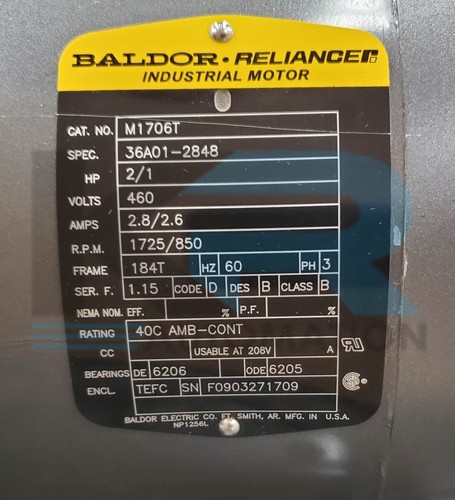 BALDOR · RELIANCER
INDUSTRIAL MOTOR
CAT. NO. M1706T
SPEC. 36A01-2848
HP 2/1
VOLTS 460
AMPS 2.8/2.6
R.P.M. 1725/850
FRAME 184T HZ 60 PH 3
SER. F. 1.15 CODE D DES B CLASS B
NEMA NOM. EFF. % P.F. %
RATING 40C AMB-CONT
CC USABLE AT 208V A
BEARINGS DE 6206 ODE 6205
ENCL. TEFC SN F0903271709
BALDOR ELECTRIC CO. FT. SMITH, AR. MFG. IN U.S.A.
NP1256L